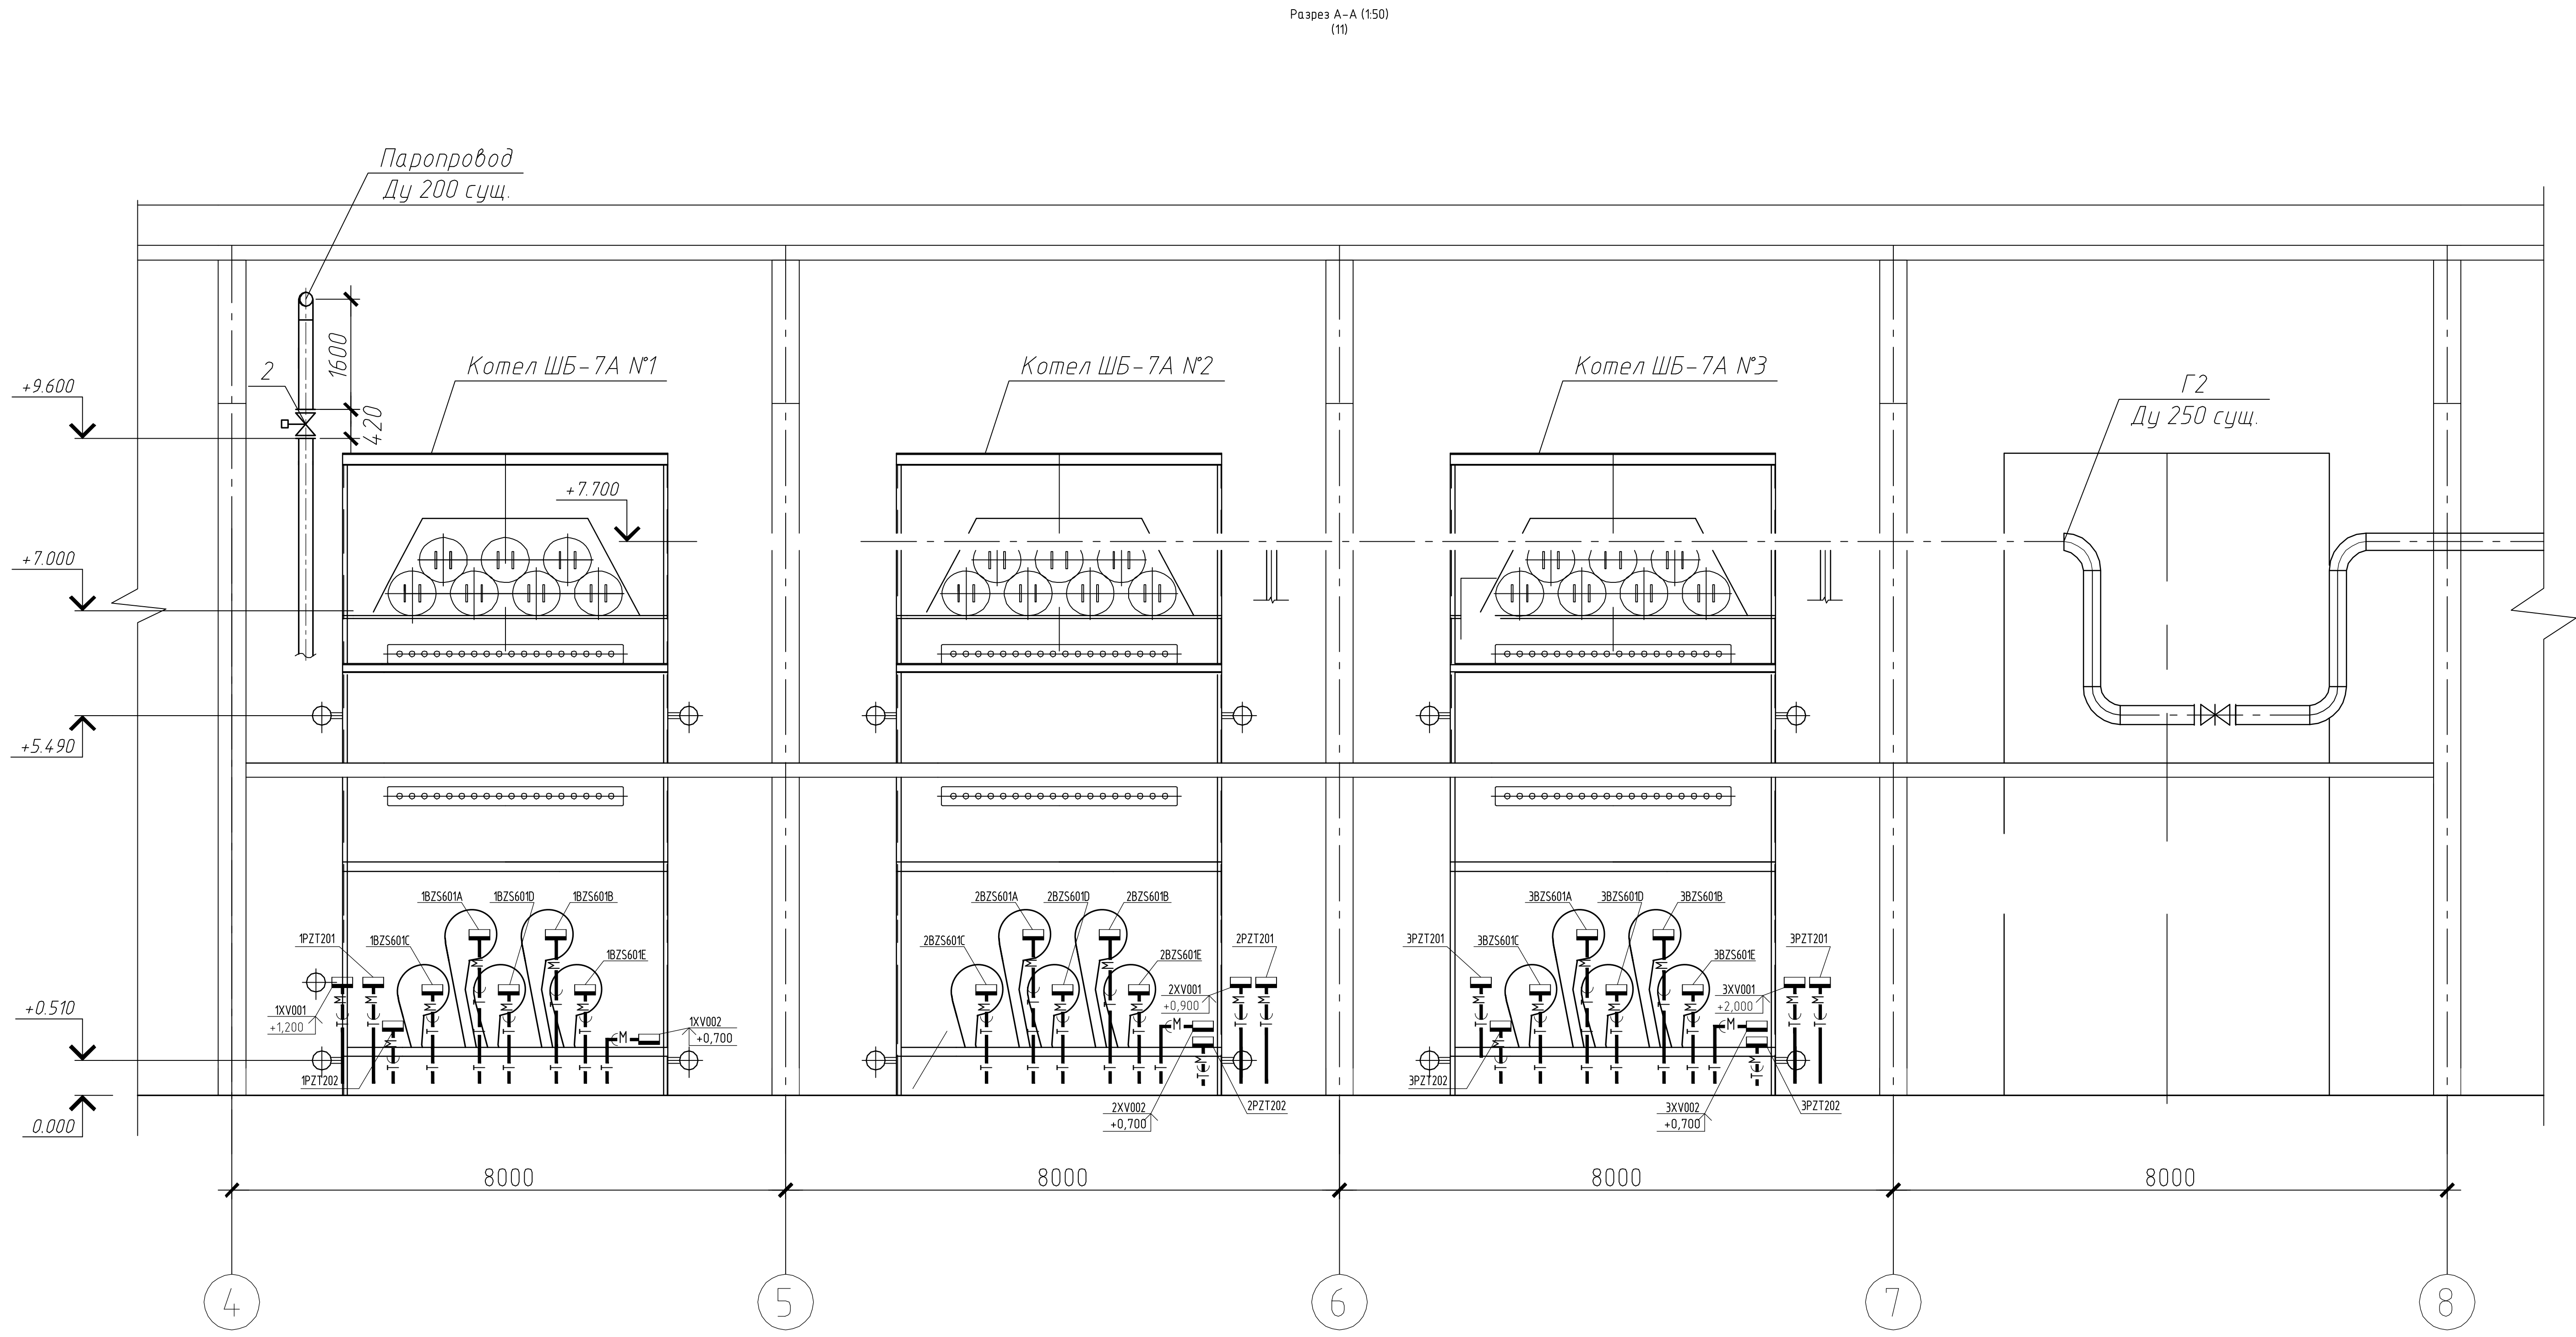 Разрез А-А (1:50)
(11)
Паропровод
Ду 200 сущ.
1600
420
2
Котел ШБ-7А №1
Котел ШБ-7А №2
Котел ШБ-7А №3
Г2
Ду 250 сущ.
+9.600
+7.700
+7.000
+5.490
+0.510
0.000
1BZS601A
1BZS601D
1BZS601B
1PZT201
1BZS601C
1BZS601E
1XV001
+1,200
1XV002
+0,700
1PZT202
2BZS601A
2BZS601D
2BZS601B
2BZS601C
2BZS601E
2PZT201
2XV001
+0,900
2XV002
+0,700
2PZT202
3BZS601A
3BZS601D
3BZS601B
3PZT201
3BZS601C
3BZS601E
3PZT201
3XV001
+2,000
3PZT202
3XV002
+0,700
3PZT202
M M M M M M M M
T T T T T T T T
M M M M M M M M M
T T T T T T T T
M M M M M M M M M M M
T T T T T T T T T
8000
8000
8000
8000
4
5
6
7
8